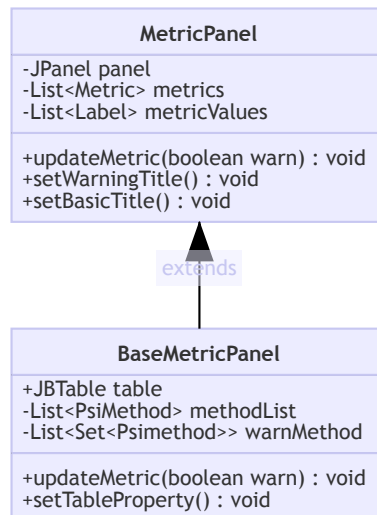 MetricPanel
-JPanel panel
-List<Metric> metrics
-List<Label> metricValues
+updateMetric(boolean warn) : void
+setWarningTitle() : void
+setBasicTitle() : void
extends
BaseMetricPanel
+JBTable table
-List<PsiMethod> methodList
-List<Set<Psimethod>> warnMethod
+updateMetric(boolean warn) : void
+setTableProperty() : void